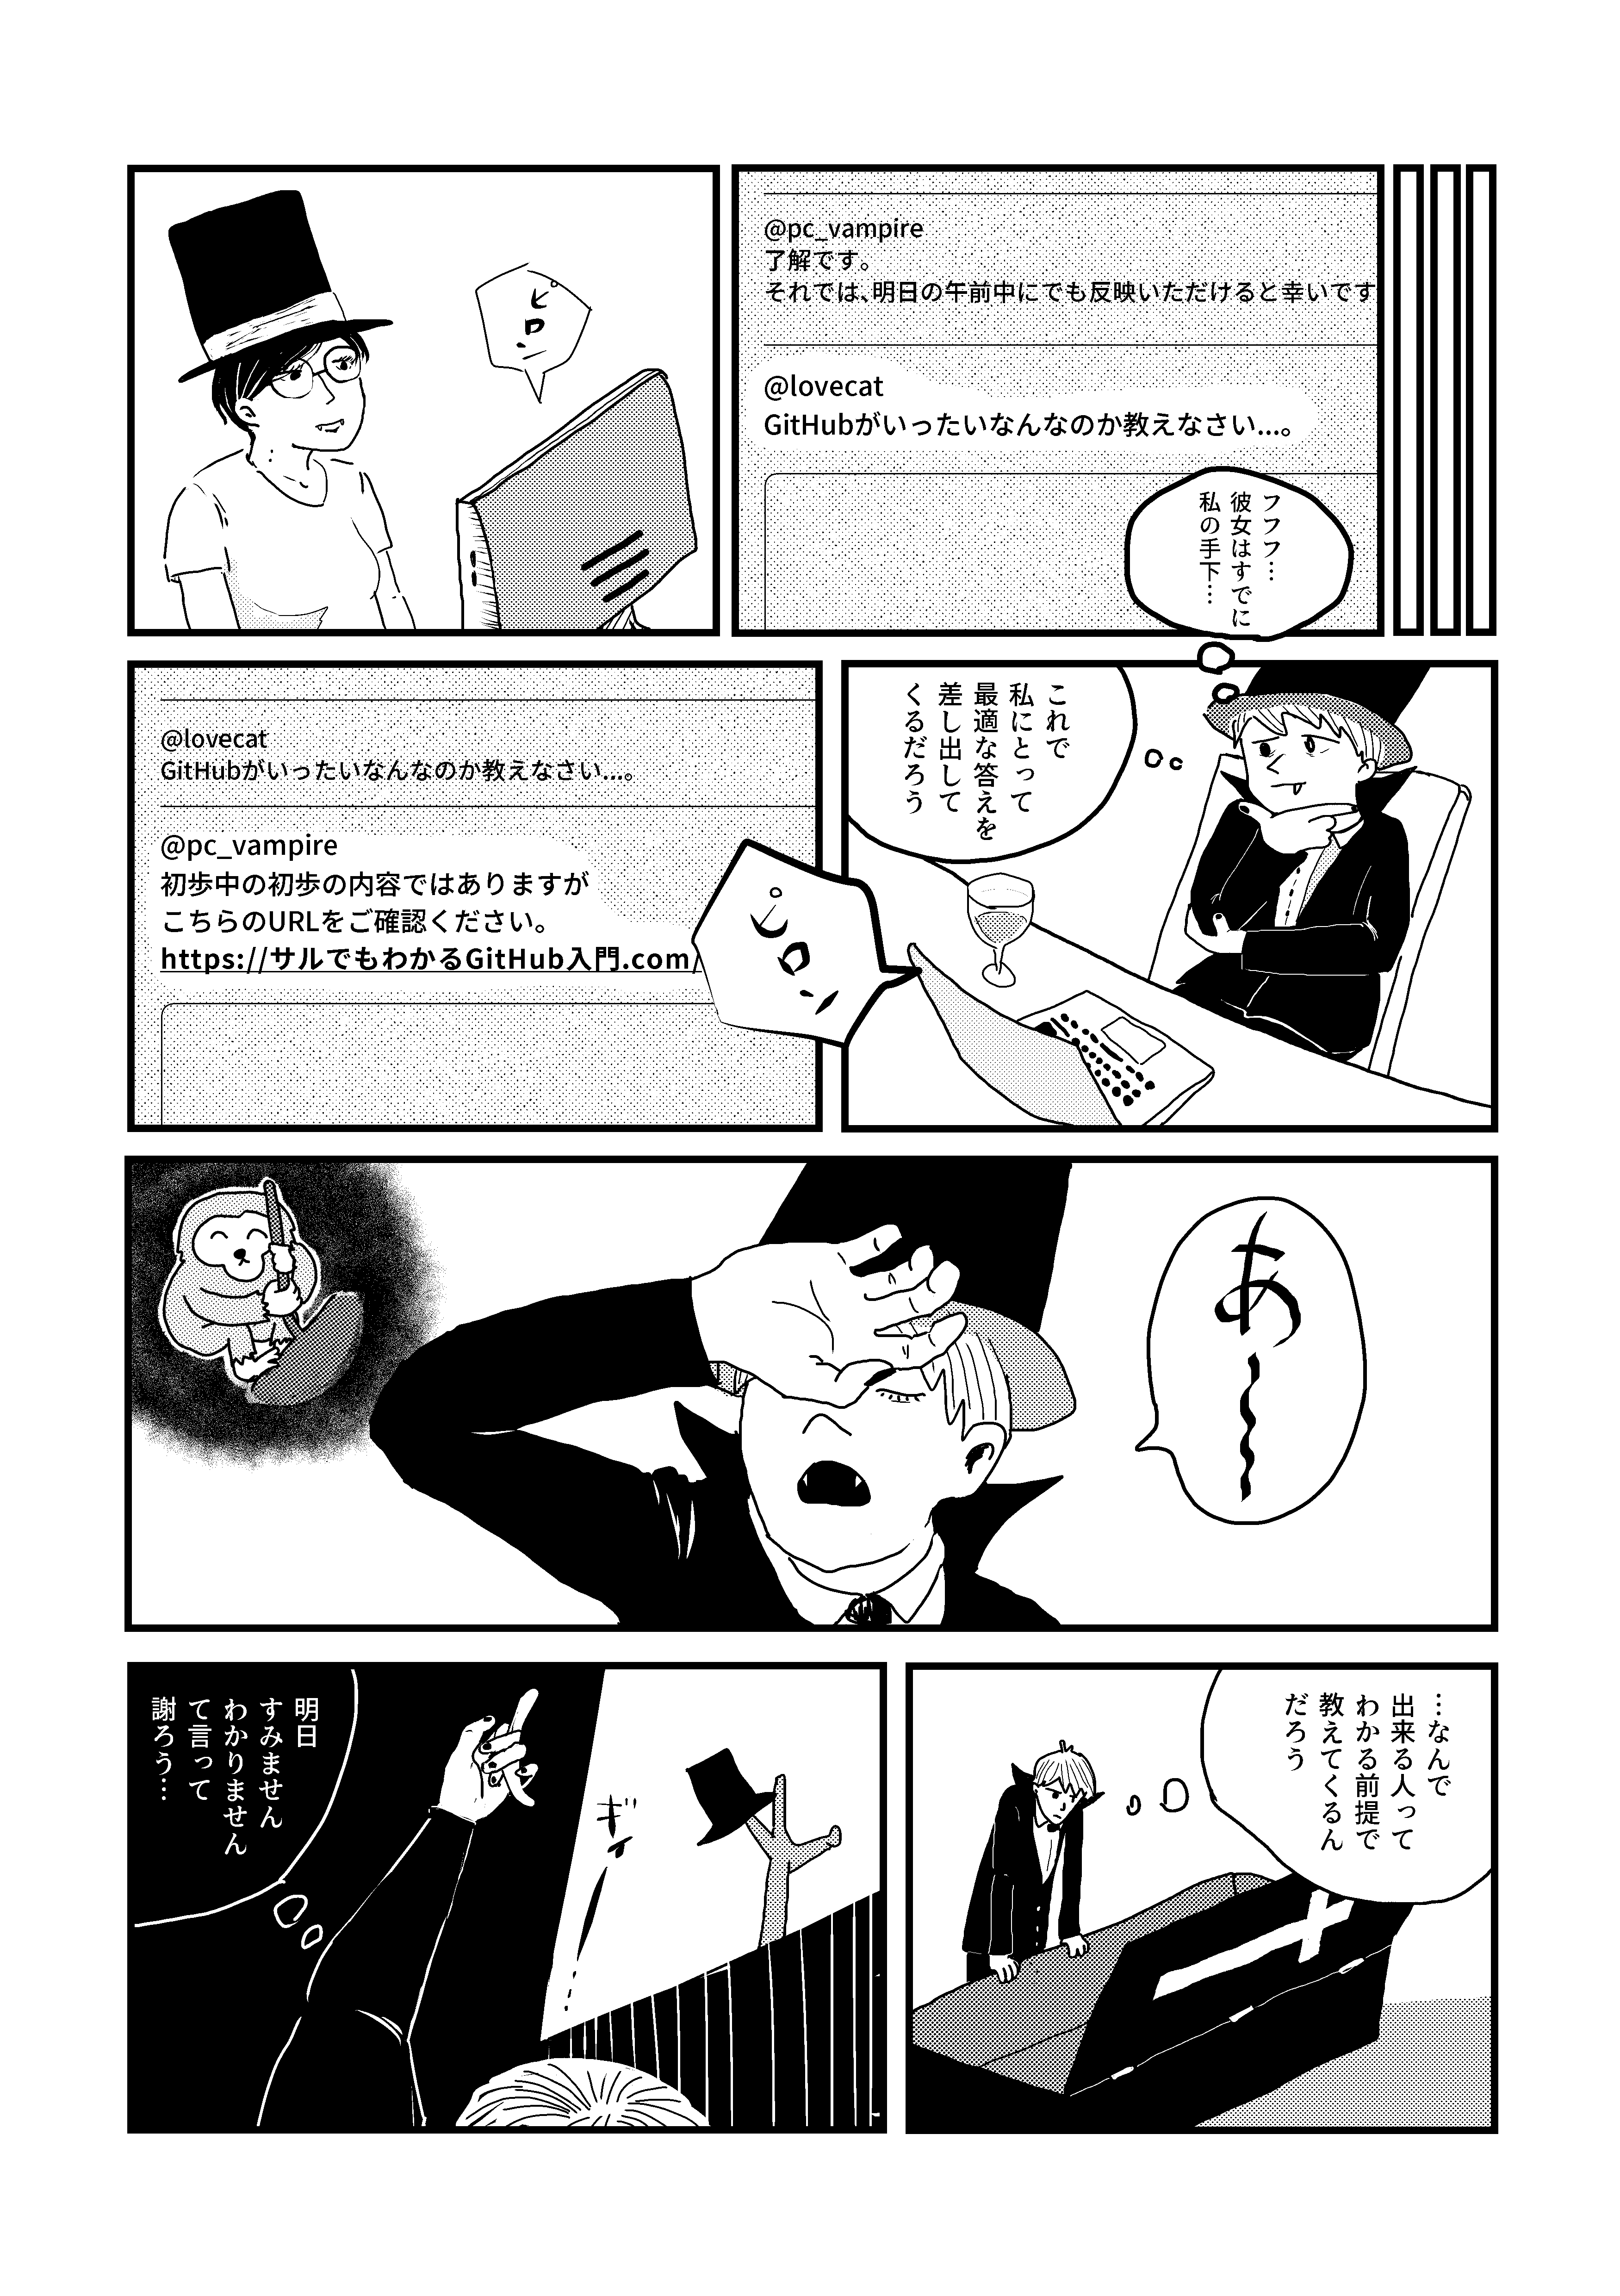 @pc_vampire
了解です。
それでは、明日の午前中にでも反映いただけると幸いです
@lovecat
GitHubがいったいなんなのか教えなさい…。
フフフ…
彼女はすでに
私の手下…
ピロン
これで
私にとって
最適な答えを
差し出して
くるだろう
ピロン
@lovecat
GitHubがいったいなんなのか教えなさい…。
@pc_vampire
初歩中の初歩の内容ではありますが
こちらのURLをご確認ください。
https://サルでもわかるGitHub入門.com/
あ〜〜
…なんで
出来る人って
わかる前提で
教えてくるん
だろう
ギィー…
明日
すみません
わかりません
て言って
謝ろう…